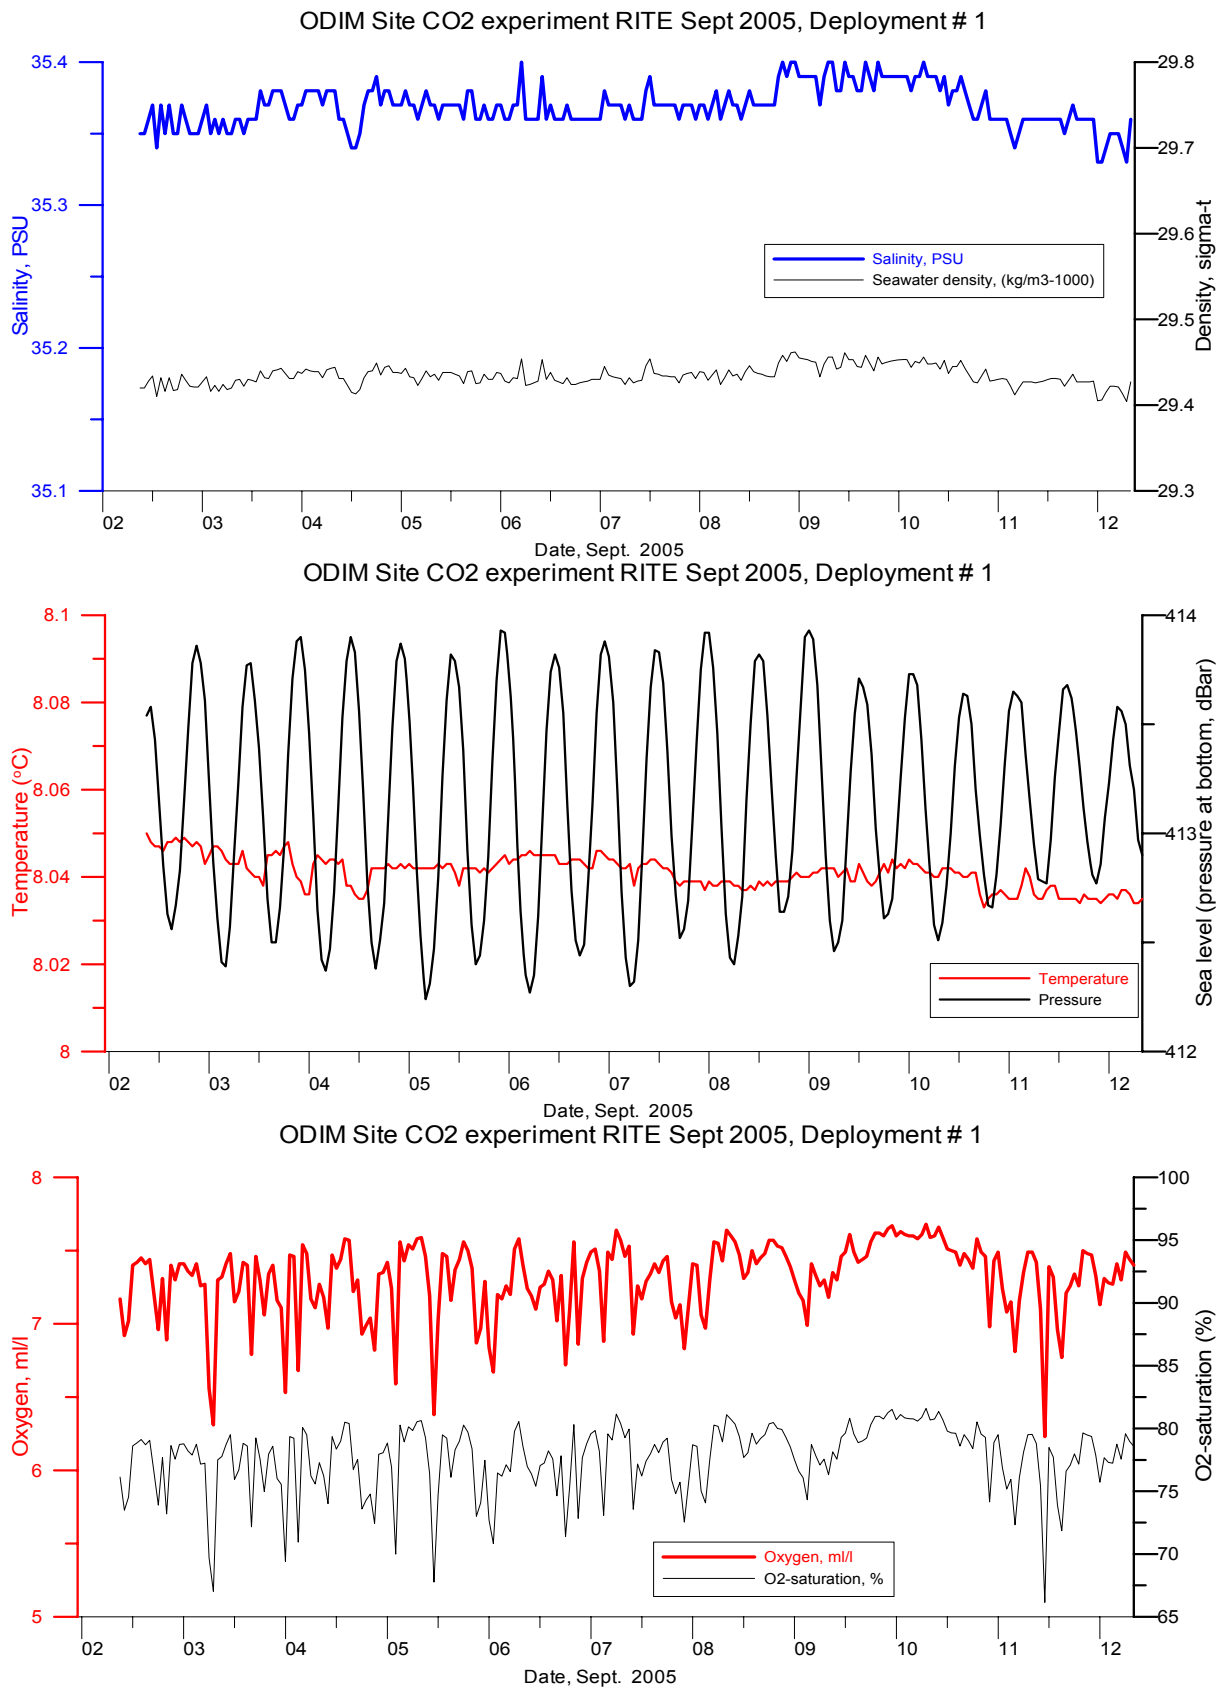 ODIM Site CO2 experiment RITE Sept 2005, Deployment # 1
35.4
35.3
35.2
35.1
Salinity, PSU
29.8
29.7
29.6
29.5
29.4
29.3
Density, sigma-t
Salinity, PSU
Seawater density, (kg/m3-1000)
02 03 04 05 06 07 08 09 10 11 12
Date, Sept. 2005
ODIM Site CO2 experiment RITE Sept 2005, Deployment # 1
8.1
8.08
8.06
8.04
8.02
8
Temperature (°C)
414
413
412
Sea level (pressure at bottom, dBar)
Temperature
Pressure
02 03 04 05 06 07 08 09 10 11 12
Date, Sept. 2005
ODIM Site CO2 experiment RITE Sept 2005, Deployment # 1
8
7
6
5
Oxygen, ml/l
100
95
90
85
80
75
70
65
O2-saturation (%)
Oxygen, ml/l
O2-saturation, %
02 03 04 05 06 07 08 09 10 11 12
Date, Sept. 2005